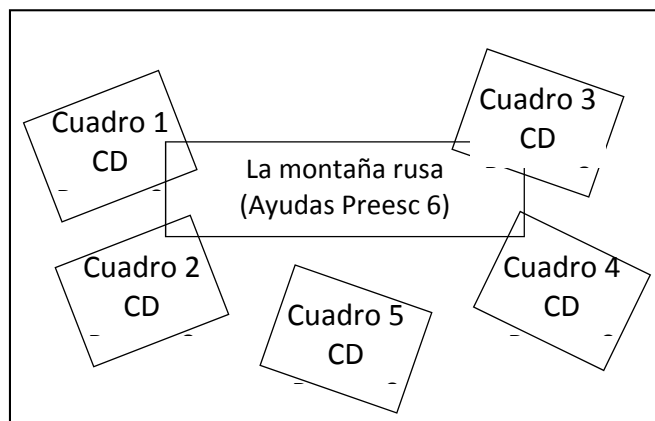 Cuadro 1
CD
Cuadro 3
CD
La montaña rusa
(Ayudas Preesc 6)
Cuadro 2
CD
Cuadro 4
CD
Cuadro 5
CD